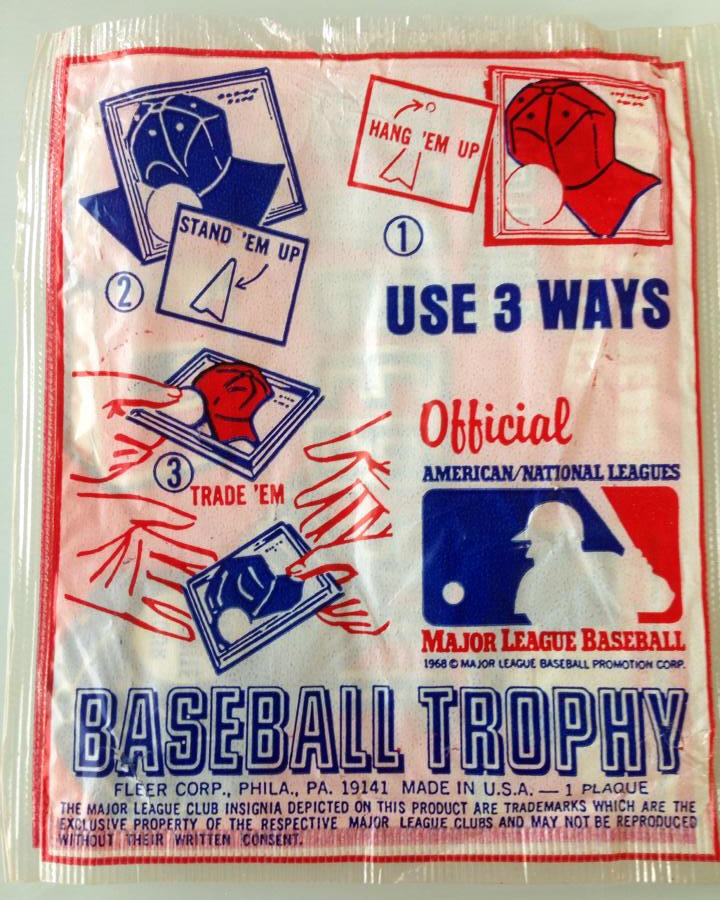 HANG 'EM UP
1
STAND 'EM UP
2
USE 3 WAYS
3
TRADE 'EM
Official
AMERICAN/NATIONAL LEAGUES
MAJOR LEAGUE BASEBALL
1968 © MAJOR LEAGUE BASEBALL PROMOTION CORP.
BASEBALL TROPHY
FLEER CORP., PHILA., PA. 19141 MADE IN U.S.A. — 1 PLAQUE
THE MAJOR LEAGUE CLUB INSIGNIA DEPICTED ON THIS PRODUCT ARE TRADEMARKS WHICH ARE THE
EXCLUSIVE PROPERTY OF THE RESPECTIVE MAJOR LEAGUE CLUBS AND MAY NOT BE REPRODUCED
WITHOUT THEIR WRITTEN CONSENT.